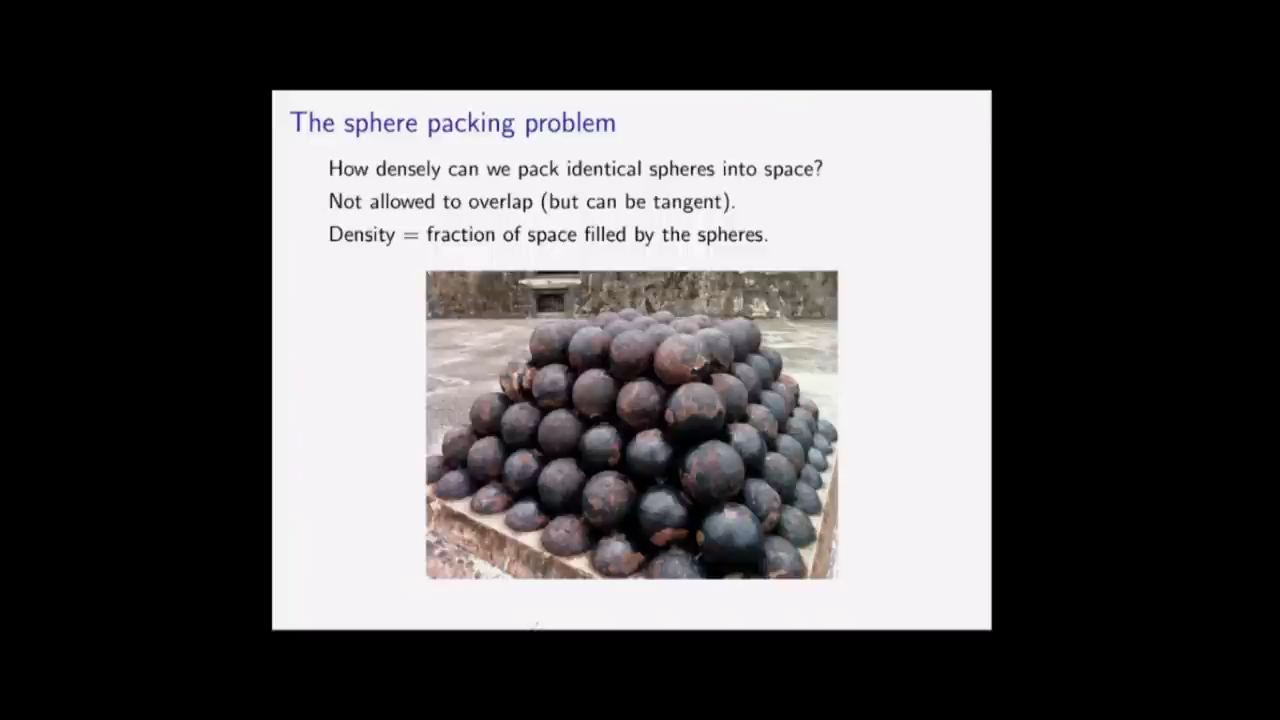 The sphere packing problem
How densely can we pack identical spheres into space?
Not allowed to overlap (but can be tangent).
Density = fraction of space filled by the spheres.